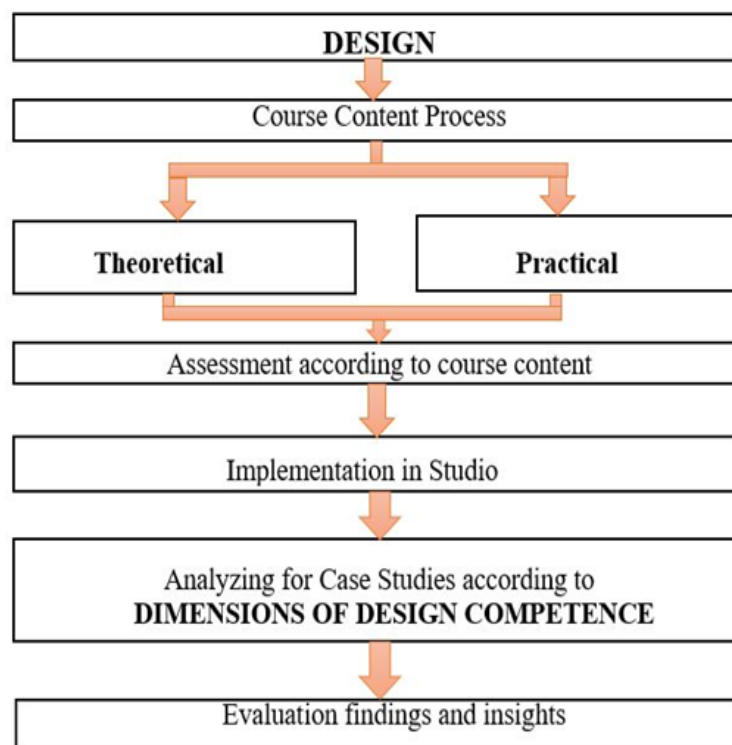 DESIGN
Course Content Process
Theoretical
Practical
Assessment according to course content
Implementation in Studio
Analyzing for Case Studies according to
DIMENSIONS OF DESIGN COMPETENCE
Evaluation findings and insights